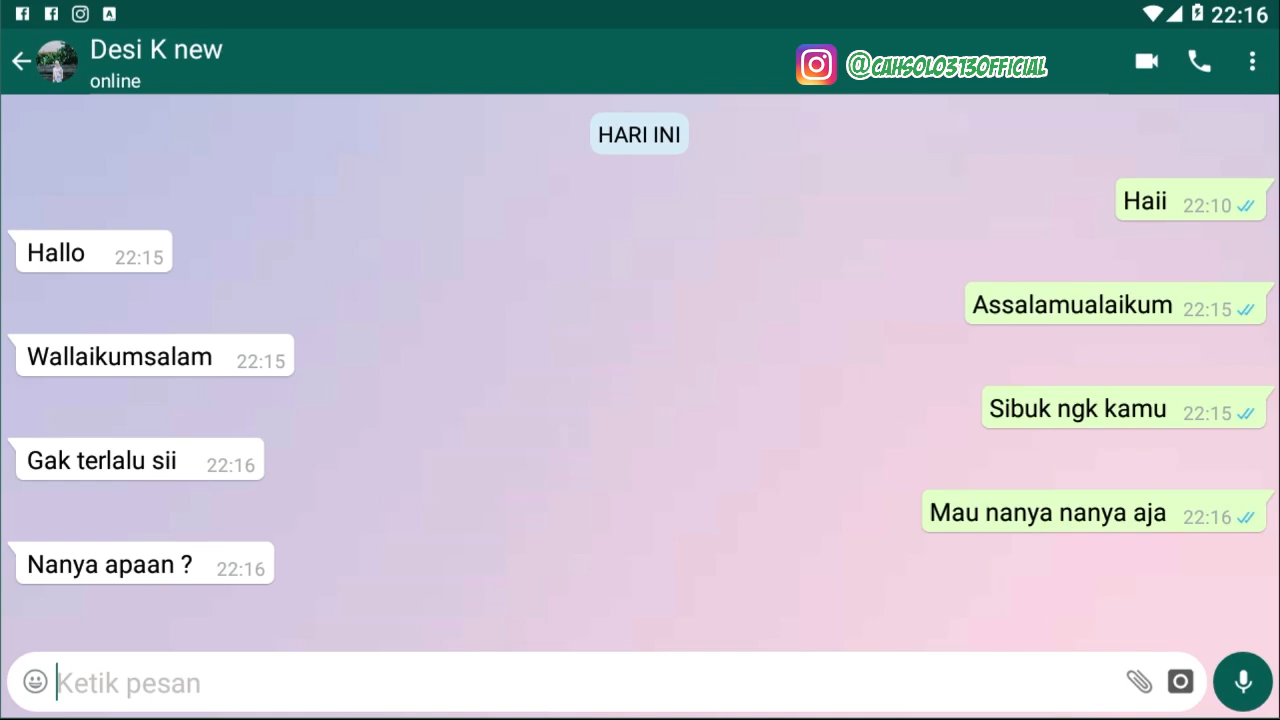 22:16
Desi K new
online
@CAHSOLO313OFFICIAL
HARI INI
Haii 22:10
Hallo 22:15
Assalamualaikum 22:15
Wallaikumsalam 22:15
Sibuk ngk kamu 22:15
Gak terlalu sii 22:16
Mau nanya nanya aja 22:16
Nanya apaan ? 22:16
Ketik pesan